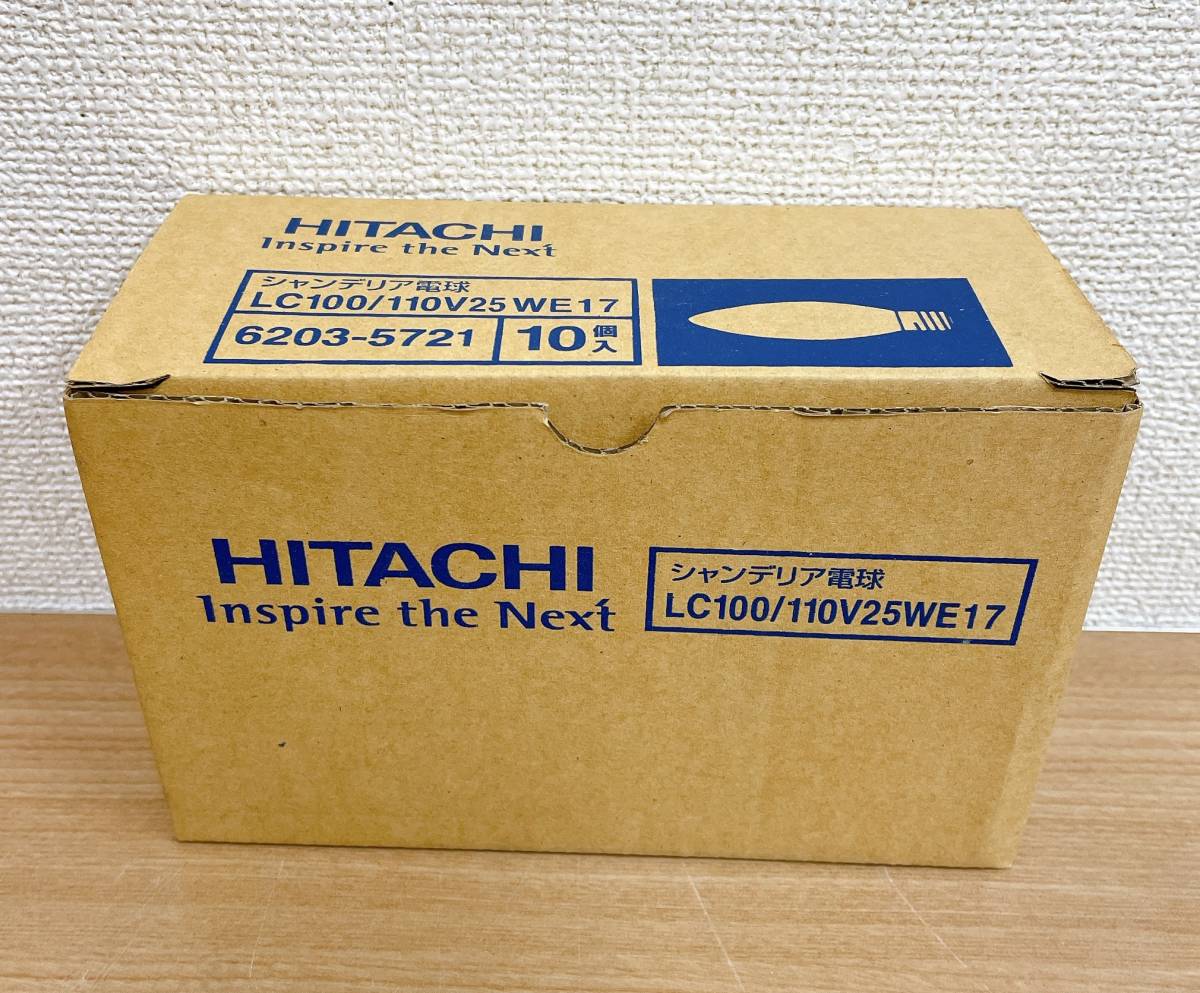 HITACHI
Inspire the Next
シャンデリア電球
LC100/110V25WE17
6203-5721
10個入
HITACHI
Inspire the Next
シャンデリア電球
LC100/110V25WE17